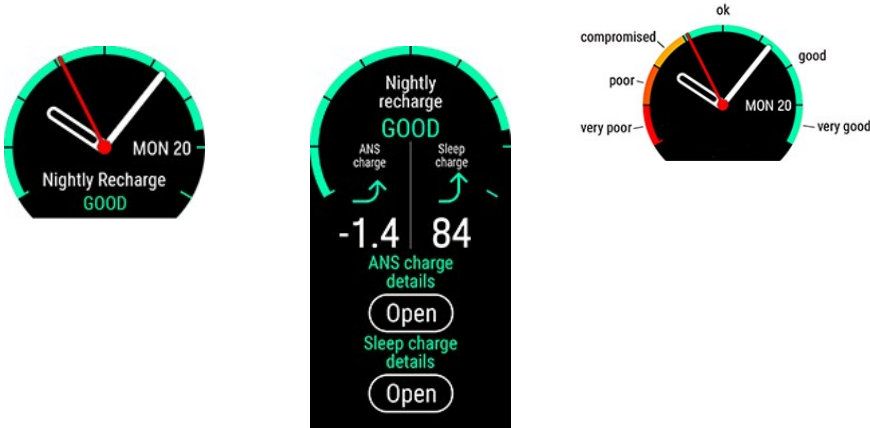 MON 20
Nightly Recharge
GOOD
Nightly
recharge
GOOD
ANS
charge
Sleep
charge
-1.4
84
ANS charge
details
Open
Sleep charge
details
Open
ok
compromised
good
poor
MON 20
very poor
very good